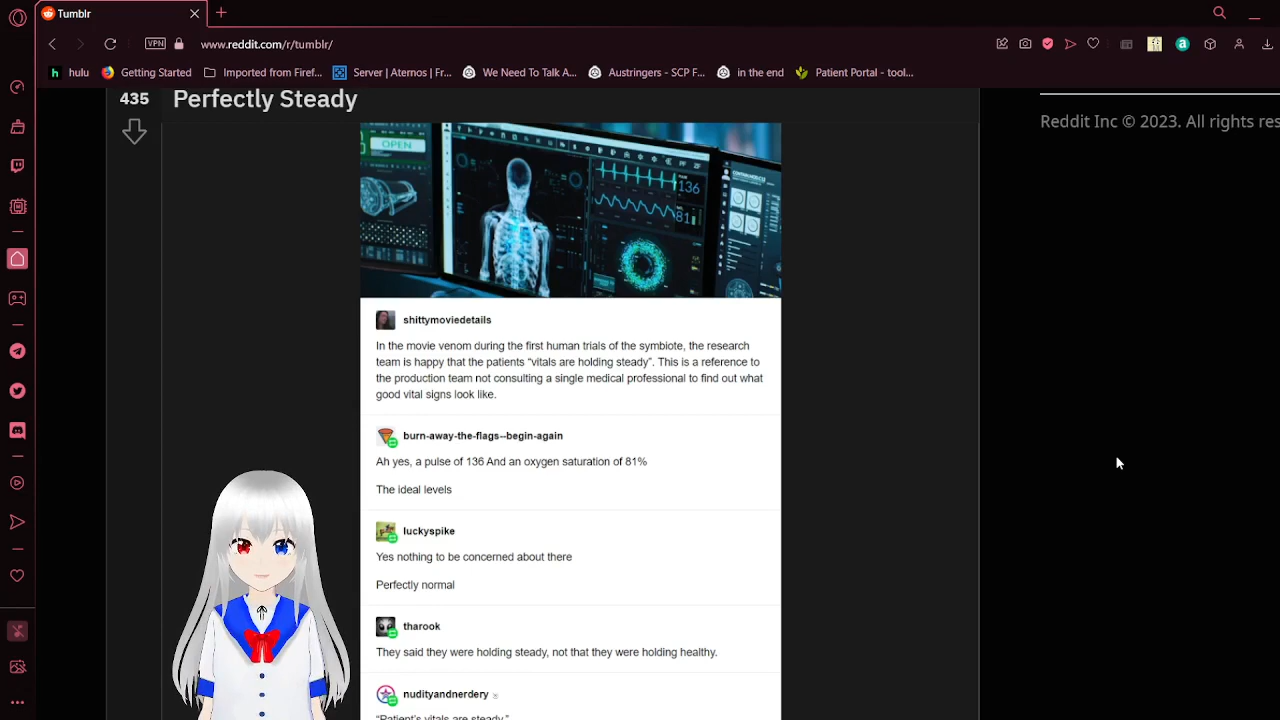 Tumblr
VPN
www.reddit.com/r/tumblr/
hulu
Getting Started
Imported from Firef...
Server | Aternos | Fr...
We Need To Talk A...
Austringers - SCP F...
in the end
Patient Portal - tool...
435
Perfectly Steady
Reddit Inc © 2023. All rights res
OPEN
136
81
shittymoviedetails
In the movie venom during the first human trials of the symbiote, the research
team is happy that the patients “vitals are holding steady”. This is a reference to
the production team not consulting a single medical professional to find out what
good vital signs look like.
burn-away-the-flags--begin-again
Ah yes, a pulse of 136 And an oxygen saturation of 81%
The ideal levels
luckyspike
Yes nothing to be concerned about there
Perfectly normal
tharook
They said they were holding steady, not that they were holding healthy.
nudityandnerdery
“Patient’s vitals are steady.”